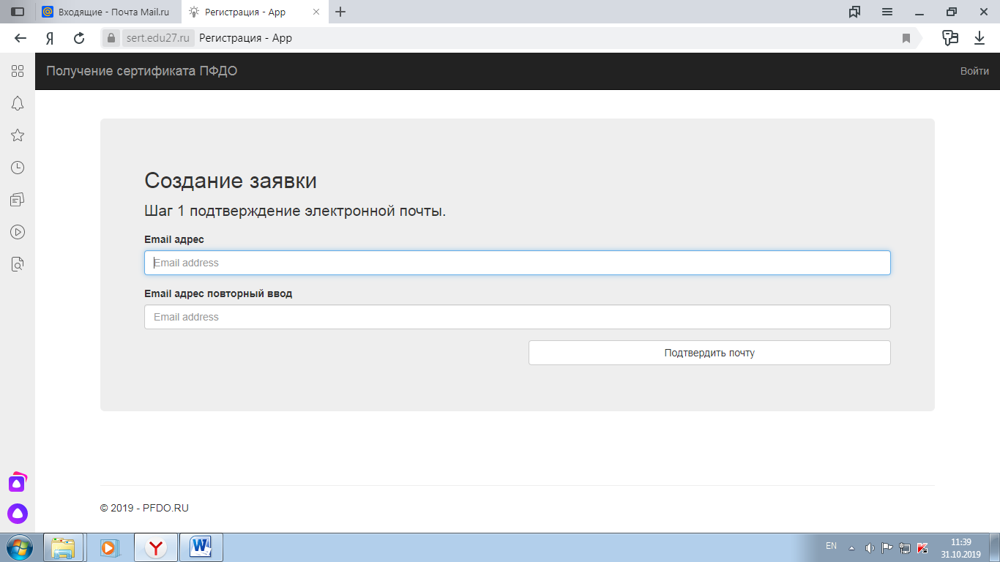 Входящие - Почта Mail.ru
Регистрация - App
sert.edu27.ru Регистрация - App
Получение сертификата ПФДО
Войти
Создание заявки
Шаг 1 подтверждение электронной почты.
Email адрес
Email address
Email адрес повторный ввод
Email address
Подтвердить почту
© 2019 - PFDO.RU
EN
11:39
31.10.2019